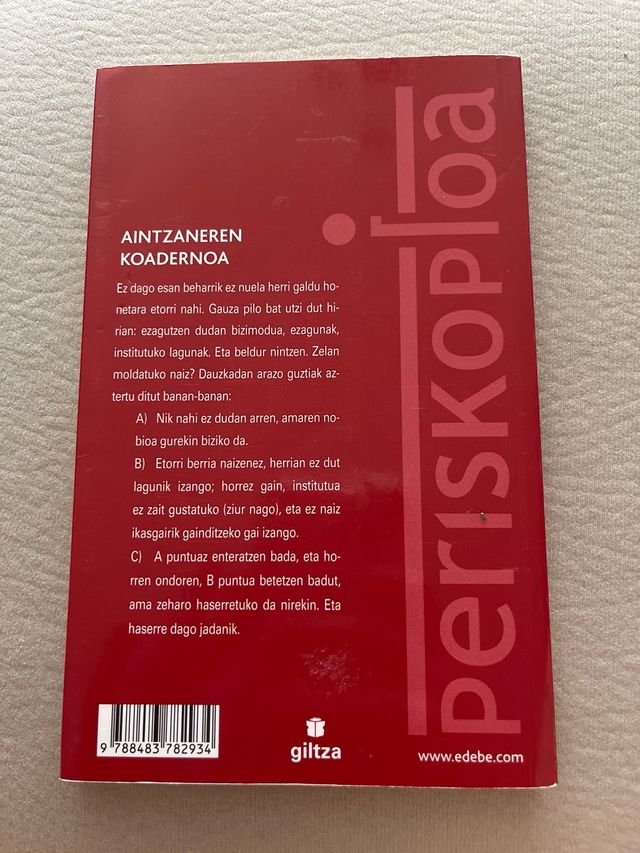 AINTZANEREN
KOADERNOA
Ez dago esan beharrik ez nuela herri galdu ho-
netara etorri nahi. Gauza pilo bat utzi dut hi-
rian: ezagutzen dudan bizimodua, ezagunak,
institutuko lagunak. Eta beldur nintzen. Zelan
moldatuko naiz? Dauzkadan arazo guztiak az-
tertu ditut banan-banan:
A) Nik nahi ez dudan arren, amaren no-
bioa gurekin biziko da.
B) Etorri berria naizenez, herrian ez dut
lagunik izango; horrez gain, institutua
ez zait gustatuko (ziur nago), eta ez naiz
ikasgairik gainditzeko gai izango.
C) A puntuaz enteratzen bada, eta ho-
rren ondoren, B puntua betetzen badut,
ama zeharo haserretuko da nirekin. Eta
haserre dago jadanik.
periskopioa
9 788483 782934
giltza
www.edebe.com